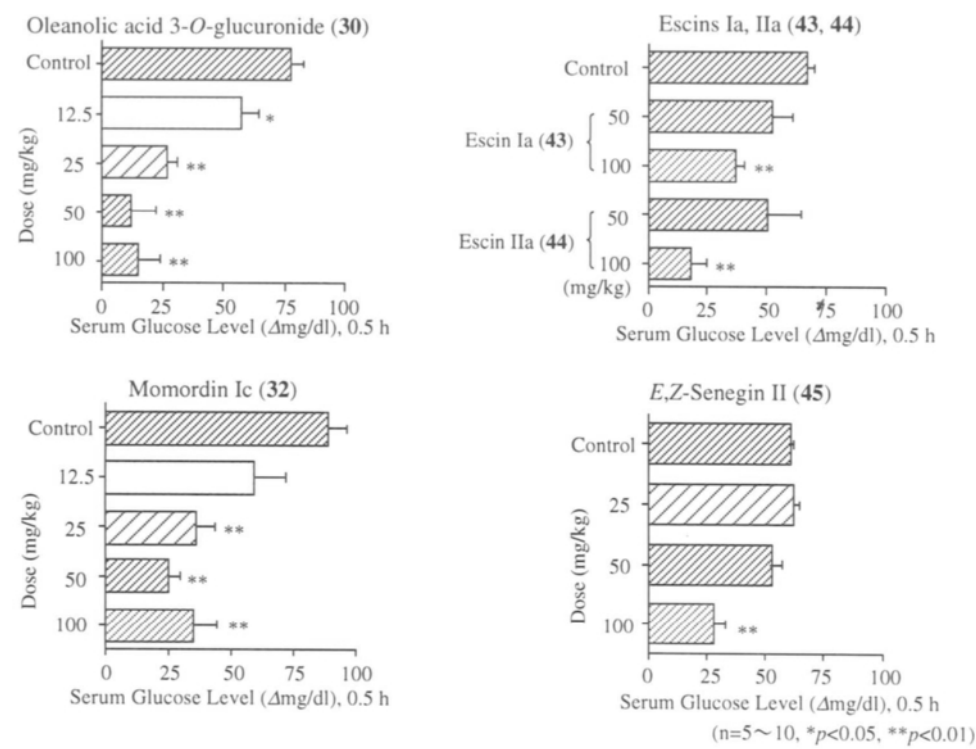 Oleanolic acid 3-O-glucuronide (30)
Control
12.5
25
50
100
Dose (mg/kg)
*
**
**
**
0 25 50 75 100
Serum Glucose Level (Δmg/dl), 0.5 h
Escins Ia, IIa (43, 44)
Control
Escin Ia (43)
50
100
**
Escin IIa (44)
50
100
**
(mg/kg)
0 25 50 75 100
Serum Glucose Level (Δmg/dl), 0.5 h
Momordin Ic (32)
Control
12.5
25
50
100
Dose (mg/kg)
**
**
**
0 25 50 75 100
Serum Glucose Level (Δmg/dl), 0.5 h
E,Z-Senegin II (45)
Control
25
50
100
Dose (mg/kg)
**
0 25 50 75 100
Serum Glucose Level (Δmg/dl), 0.5 h
(n=5~10, *p<0.05, **p<0.01)